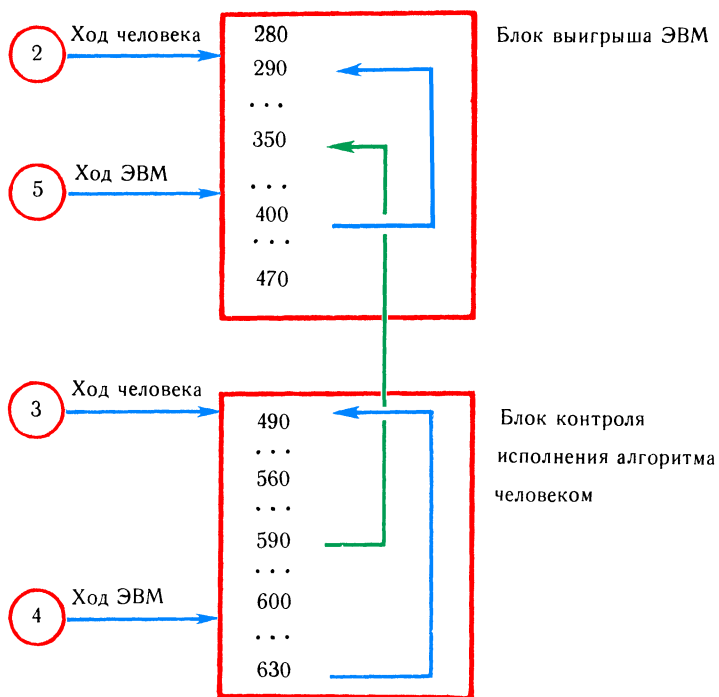 2
Ход человека
280
Блок выигрыша ЭВМ
290
...
350
5
Ход ЭВМ
...
400
...
470
3
Ход человека
490
...
560
...
590
...
600
...
630
4
Ход ЭВМ
Блок контроля
исполнения алгоритма
человеком